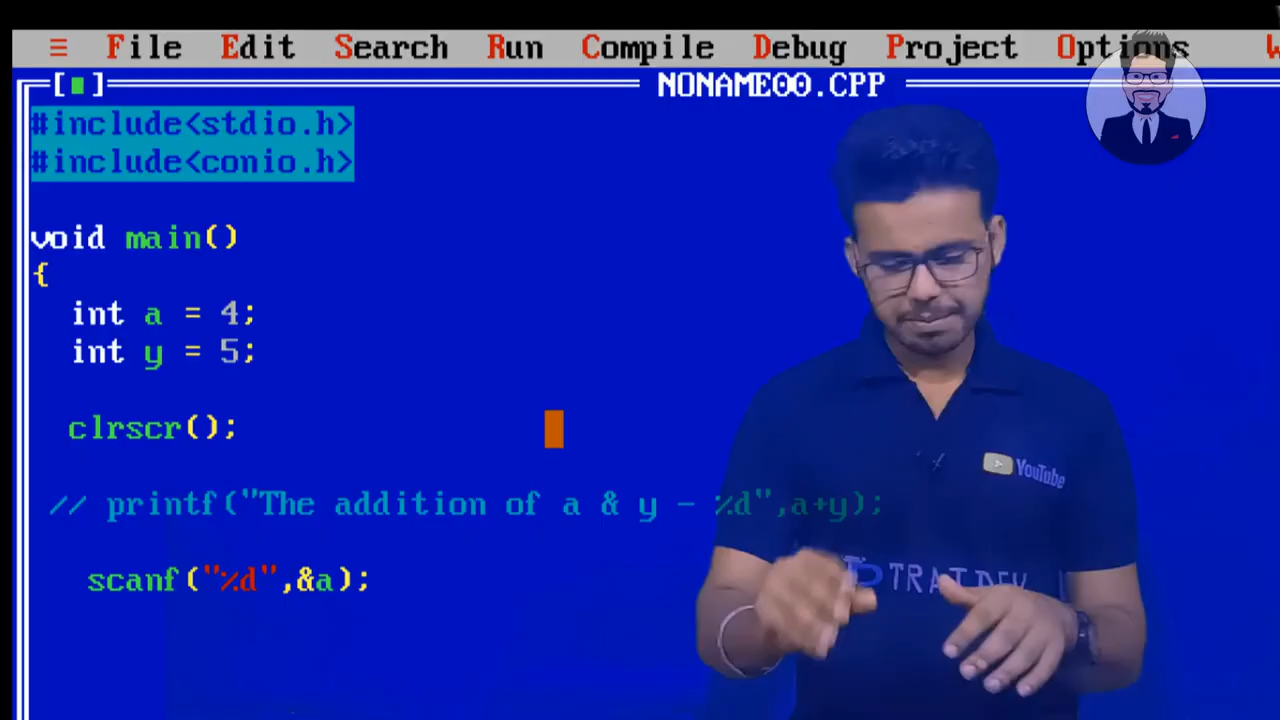 ≡ File Edit Search Run Compile Debug Project Options
[■] NONAME00.CPP
#include<stdio.h>
#include<conio.h>
void main()
{
int a = 4;
int y = 5;
clrscr();
// printf("The addition of a & y - %d",a+y);
scanf("%d",&a);
YouTube